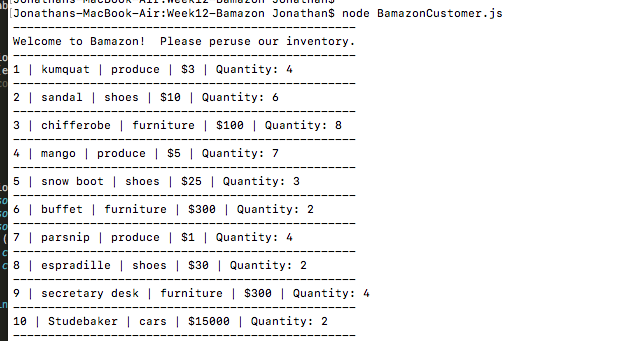 Jonathans-MacBook-Air:Week12-Bamazon Jonathan$
[Jonathans-MacBook-Air:Week12-Bamazon Jonathan$ node BamazonCustomer.js
-------------------------------------------------
Welcome to Bamazon!  Please peruse our inventory.
-------------------------------------------------
1 | kumquat | produce | $3 | Quantity: 4
-------------------------------------------------
2 | sandal | shoes | $10 | Quantity: 6
-------------------------------------------------
3 | chifferobe | furniture | $100 | Quantity: 8
-------------------------------------------------
4 | mango | produce | $5 | Quantity: 7
-------------------------------------------------
5 | snow boot | shoes | $25 | Quantity: 3
-------------------------------------------------
6 | buffet | furniture | $300 | Quantity: 2
-------------------------------------------------
7 | parsnip | produce | $1 | Quantity: 4
-------------------------------------------------
8 | espradille | shoes | $30 | Quantity: 2
-------------------------------------------------
9 | secretary desk | furniture | $300 | Quantity: 4
-------------------------------------------------
10 | Studebaker | cars | $15000 | Quantity: 2
-------------------------------------------------